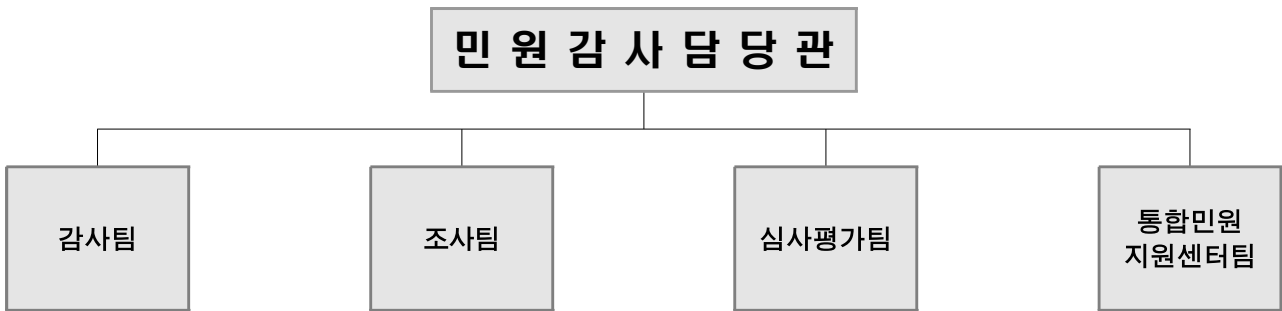 민 원 감 사 담 당 관
감사팀
조사팀
심사평가팀
통합민원
지원센터팀